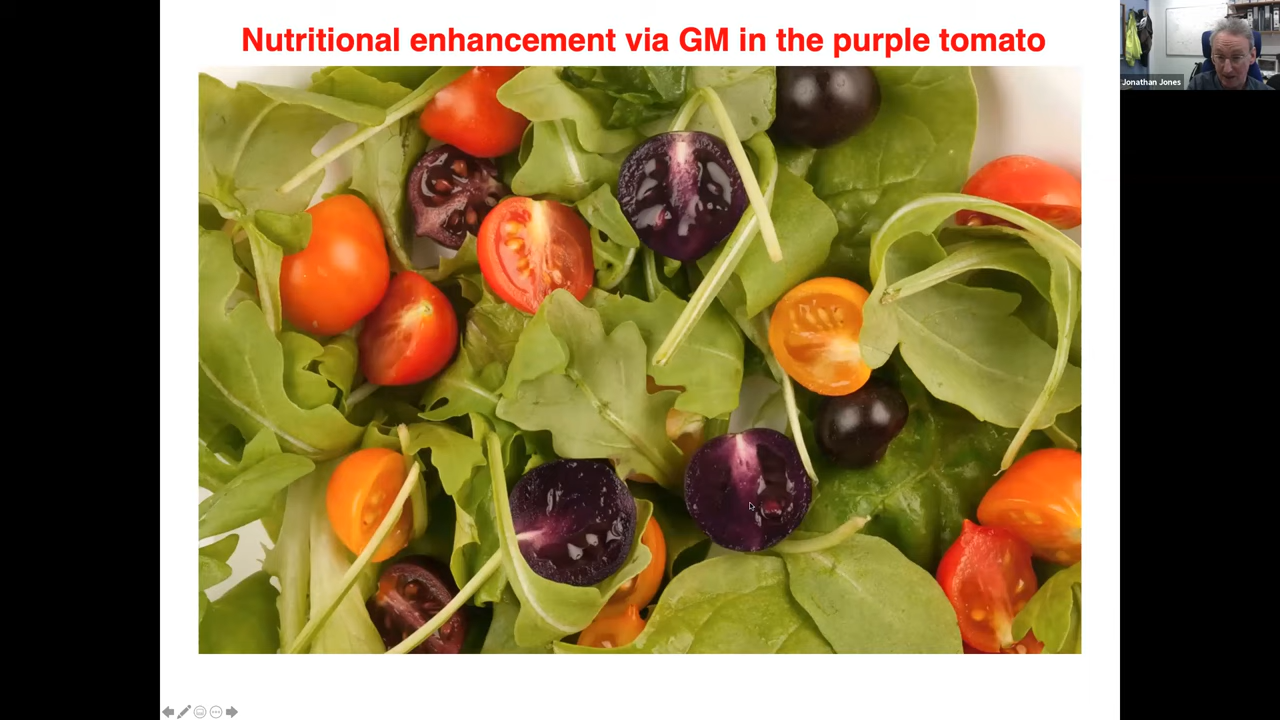 Nutritional enhancement via GM in the purple tomato
Jonathan Jones